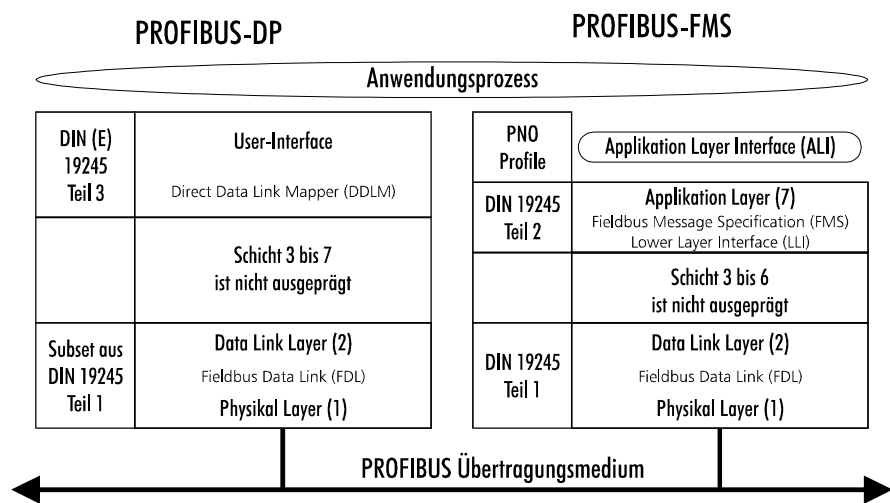 PROFIBUS-DP
PROFIBUS-FMS
Anwendungsprozess
DIN (E)
19245
Teil 3
User-Interface
Direct Data Link Mapper (DDLM)
Schicht 3 bis 7
ist nicht ausgeprägt
Subset aus
DIN 19245
Teil 1
Data Link Layer (2)
Fieldbus Data Link (FDL)
Physikal Layer (1)
PNO
Profile
Applikation Layer Interface (ALI)
DIN 19245
Teil 2
Applikation Layer (7)
Fieldbus Message Specification (FMS)
Lower Layer Interface (LLI)
Schicht 3 bis 6
ist nicht ausgeprägt
DIN 19245
Teil 1
Data Link Layer (2)
Fieldbus Data Link (FDL)
Physikal Layer (1)
PROFIBUS Übertragungsmedium